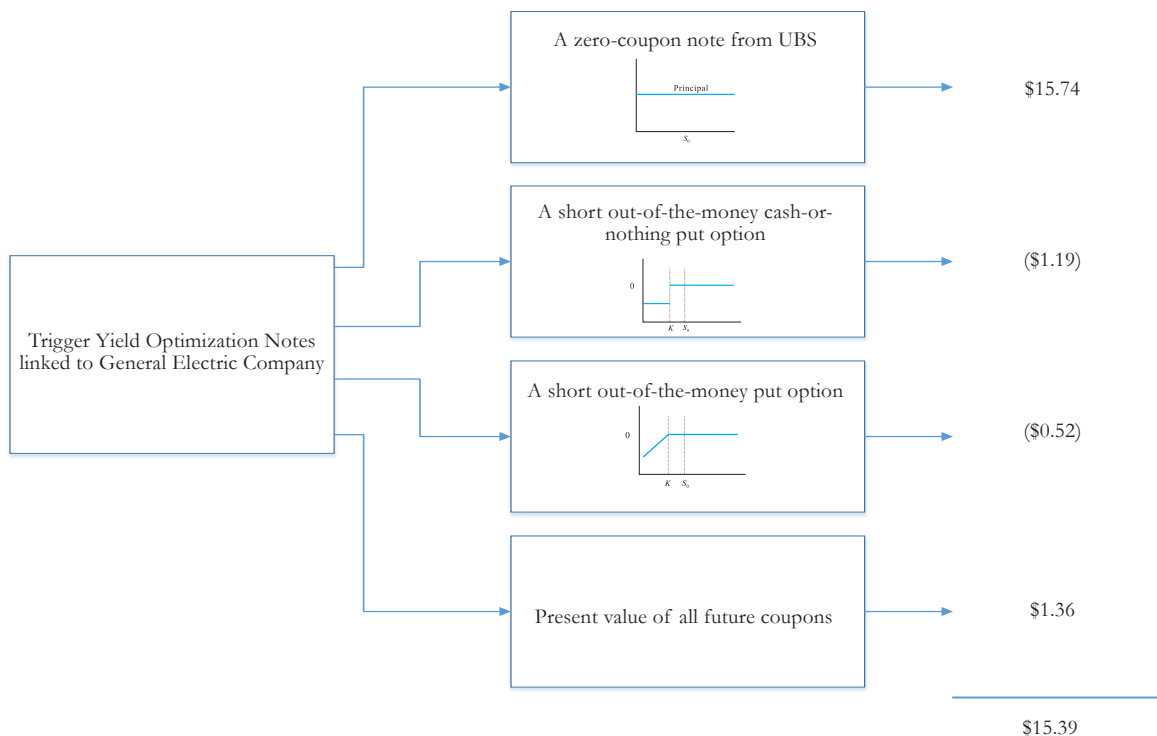 A zero-coupon note from UBS
Principal
S0
$15.74
A short out-of-the-money cash-or-
nothing put option
0
K S0
($1.19)
Trigger Yield Optimization Notes
linked to General Electric Company
A short out-of-the-money put option
0
K S0
($0.52)
Present value of all future coupons
$1.36
$15.39